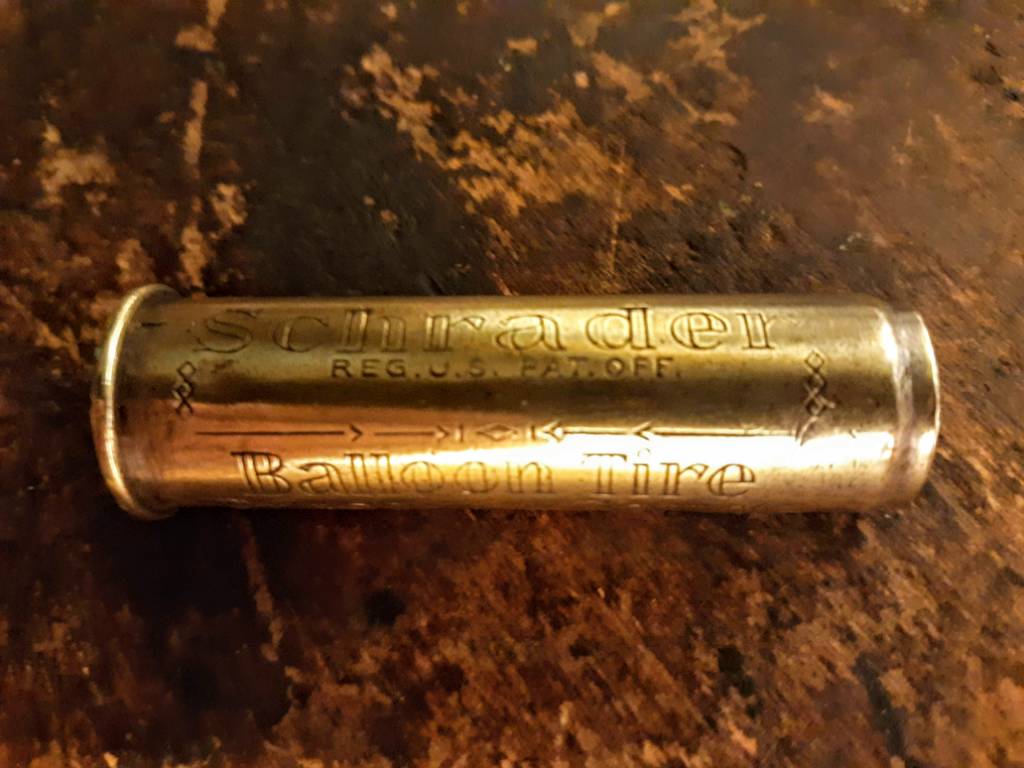 Schrader
REG.U.S. PAT.OFF.
Balloon Tire